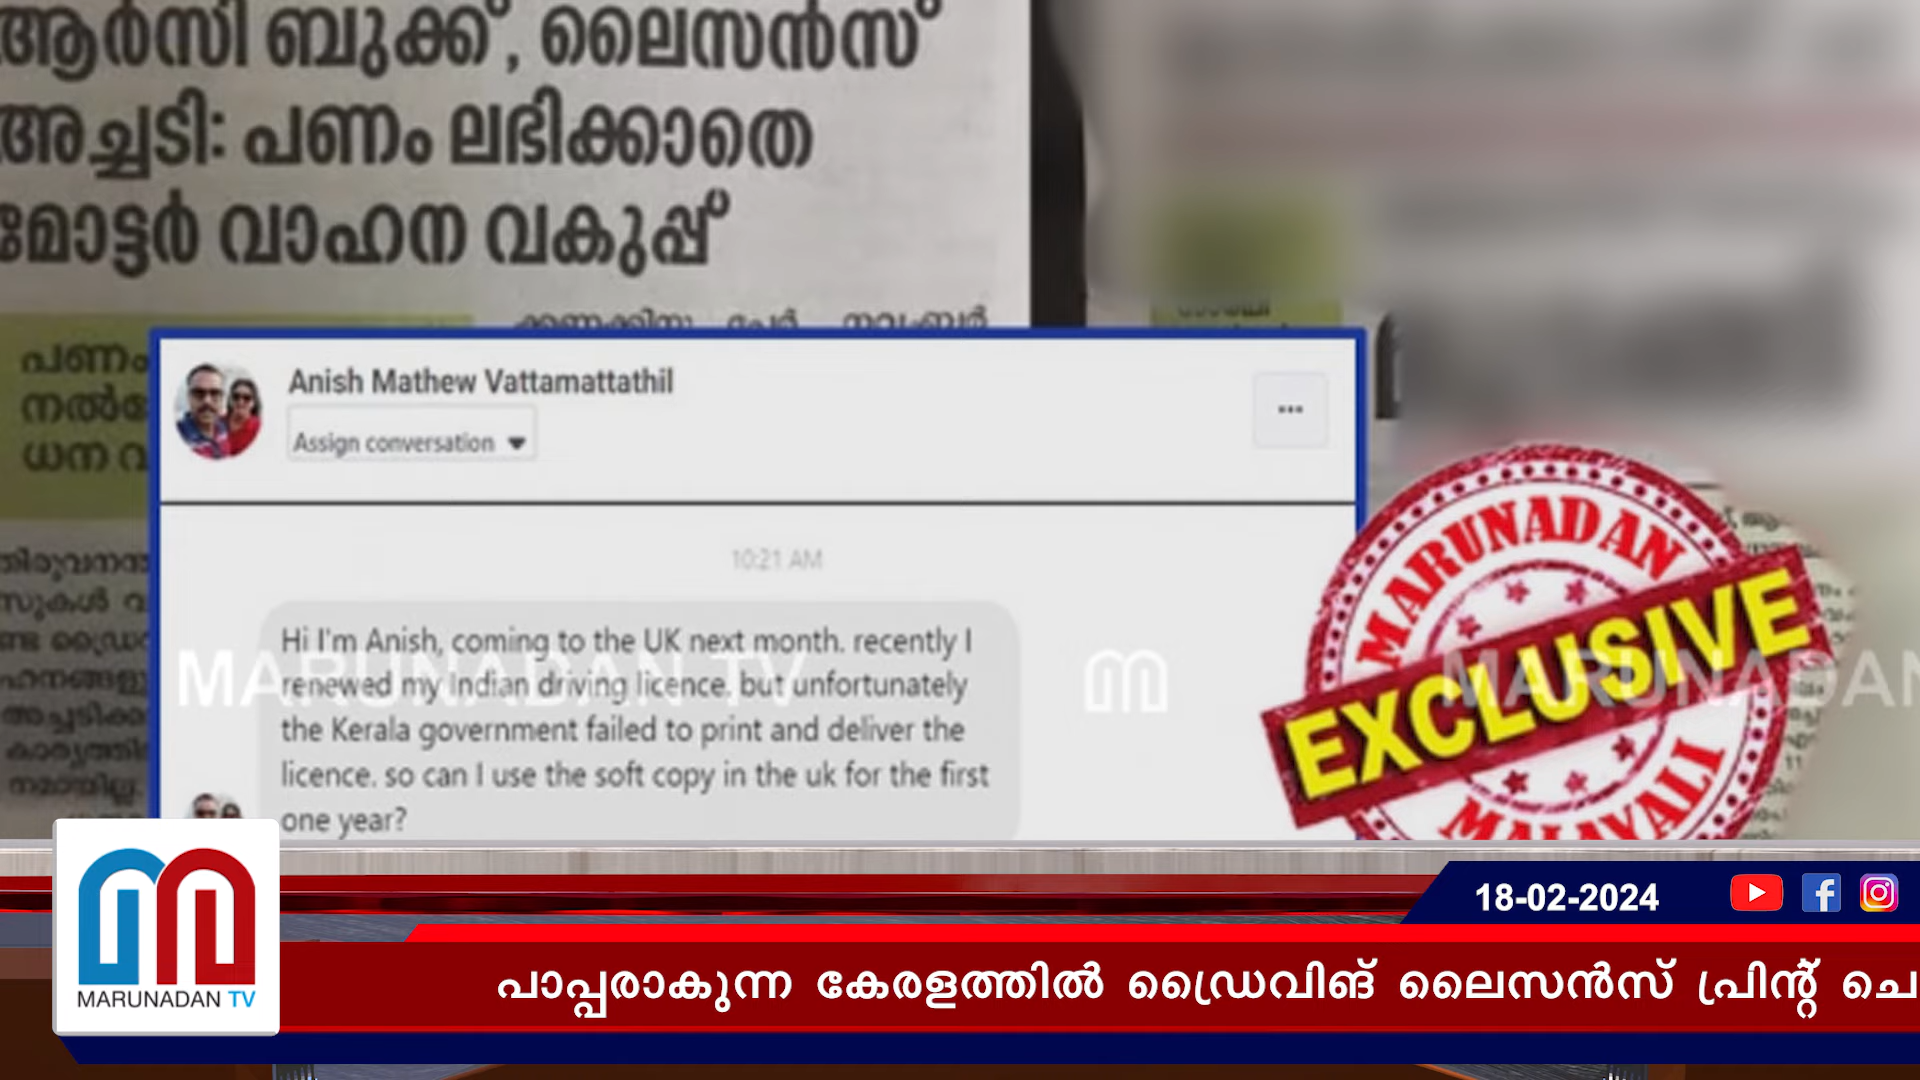 ആർസി ബുക്ക്, ലൈസൻസ്
അച്ചടി: പണം ലഭിക്കാതെ
മോട്ടർ വാഹന വകുപ്പ്
പണം
ധന വ
Anish Mathew Vattamattathil
Assign conversation
...
10:21 AM
Hi I'm Anish, coming to the UK next month. recently I
renewed my Indian driving licence. but unfortunately
the Kerala government failed to print and deliver the
licence. so can I use the soft copy in the uk for the first
one year?
MARUNADAN TV
MARUNADAN
MARUNADAN
EXCLUSIVE
MALAYALI
MARUNADAN TV
18-02-2024
പാപ്പരാകുന്ന കേരളത്തിൽ ഡ്രൈവിങ് ലൈസൻസ് പ്രിന്റ് ചെ